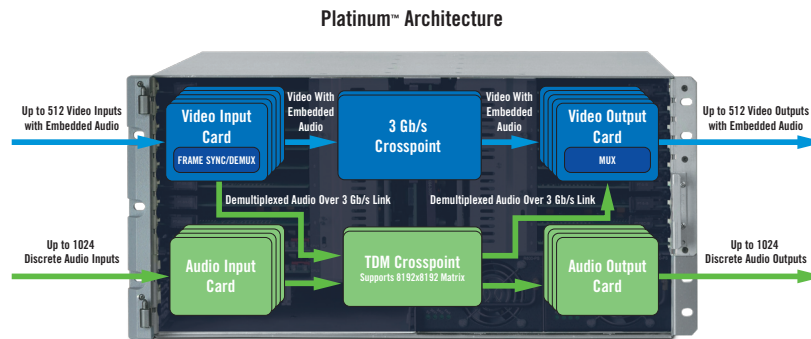 Platinum™ Architecture
Up to 512 Video Inputs
with Embedded Audio
Video Input
Card
FRAME SYNC/DEMUX
Video With
Embedded
Audio
3 Gb/s
Crosspoint
Video With
Embedded
Audio
Video Output
Card
MUX
Up to 512 Video Outputs
with Embedded Audio
Demultiplexed Audio Over 3 Gb/s Link
Demultiplexed Audio Over 3 Gb/s Link
Up to 1024
Discrete Audio Inputs
Audio Input
Card
TDM Crosspoint
Supports 8192x8192 Matrix
Audio Output
Card
Up to 1024
Discrete Audio Outputs